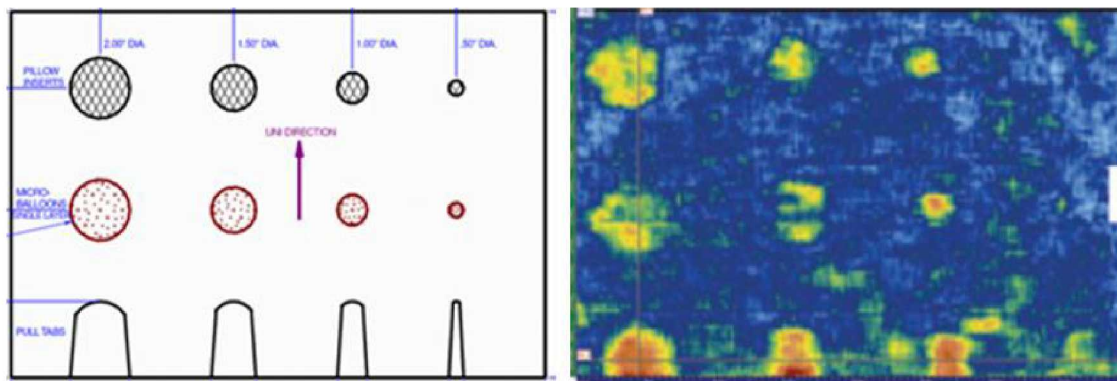 2.00" DIA.
1.50" DIA.
1.00" DIA.
.50" DIA.
PILLOW
INSERTS
UNI DIRECTION
MICRO-
BALLOONS
SINGLE LAYER
PULL TABS